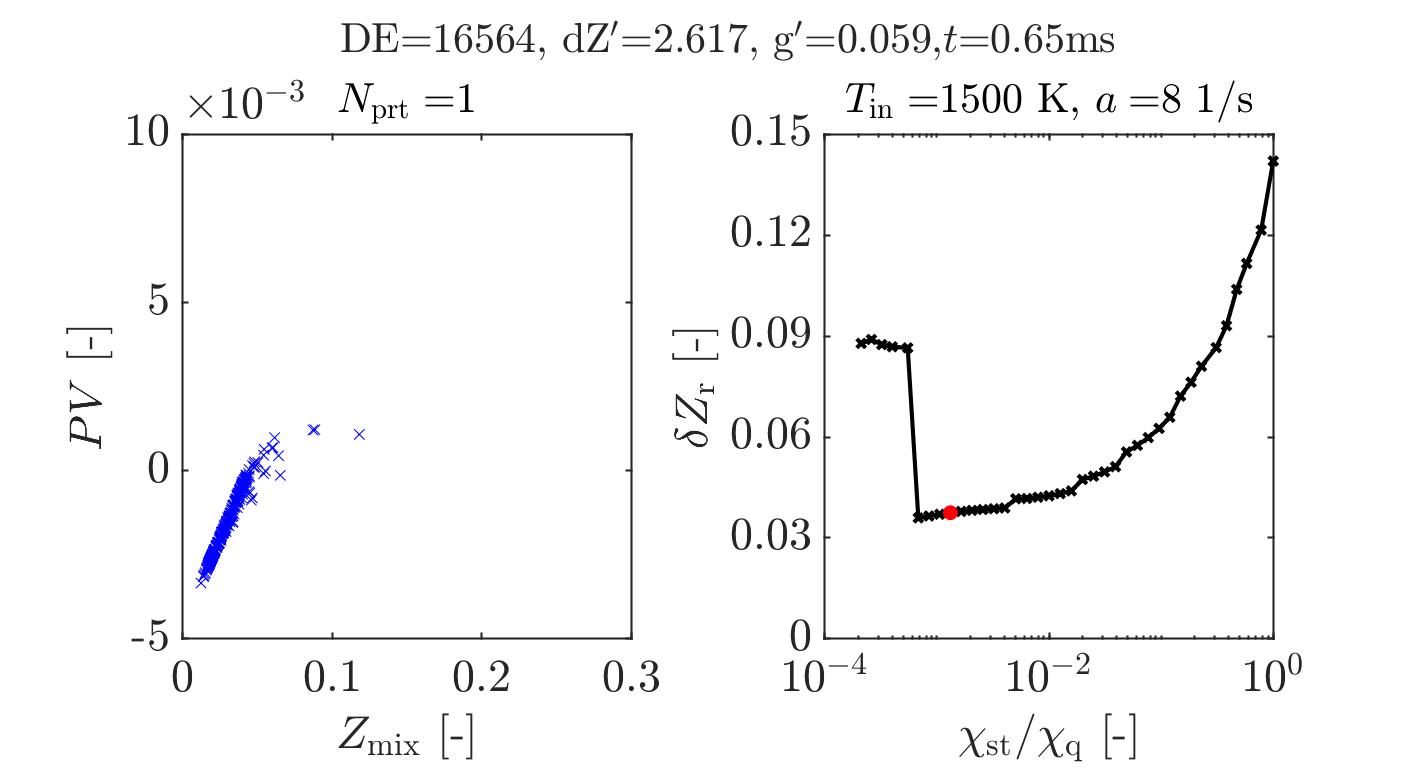 DE=16564, dZ′=2.617, g′=0.059,t=0.65ms
×10⁻³ N_prt =1
10
5
0
-5
0 0.1 0.2 0.3
PV [-]
Z_mix [-]
T_in =1500 K, a =8 1/s
0.15
0.12
0.09
0.06
0.03
0
10⁻⁴ 10⁻² 10⁰
δZ_r [-]
χ_st/χ_q [-]